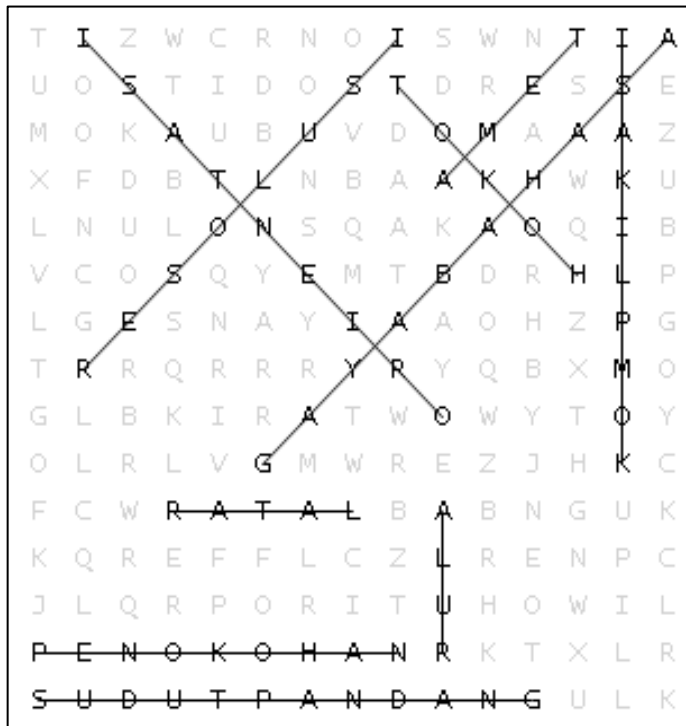 T I Z W C R N O I S W N T I A
U O S T I D O S T D R E S S E
M O K A U B U V D O M A A A Z
X F D B T L N B A A K H W K U
L N U L O N S Q A K A O Q I B
V C O S Q Y E M T B D R H L P
L G E S N A Y I A A O H Z P G
T R R Q R R R Y R Y Q B X M O
G L B K I R A T W O W Y T O Y
O L R L V G M W R E Z J H K C
F C W R A T A L B A B N G U K
K Q R E F F L C Z L R E N P C
J L Q R P O R I T U H O W I L
P E N O K O H A N R K T X L R
S U D U T P A N D A N G U L K